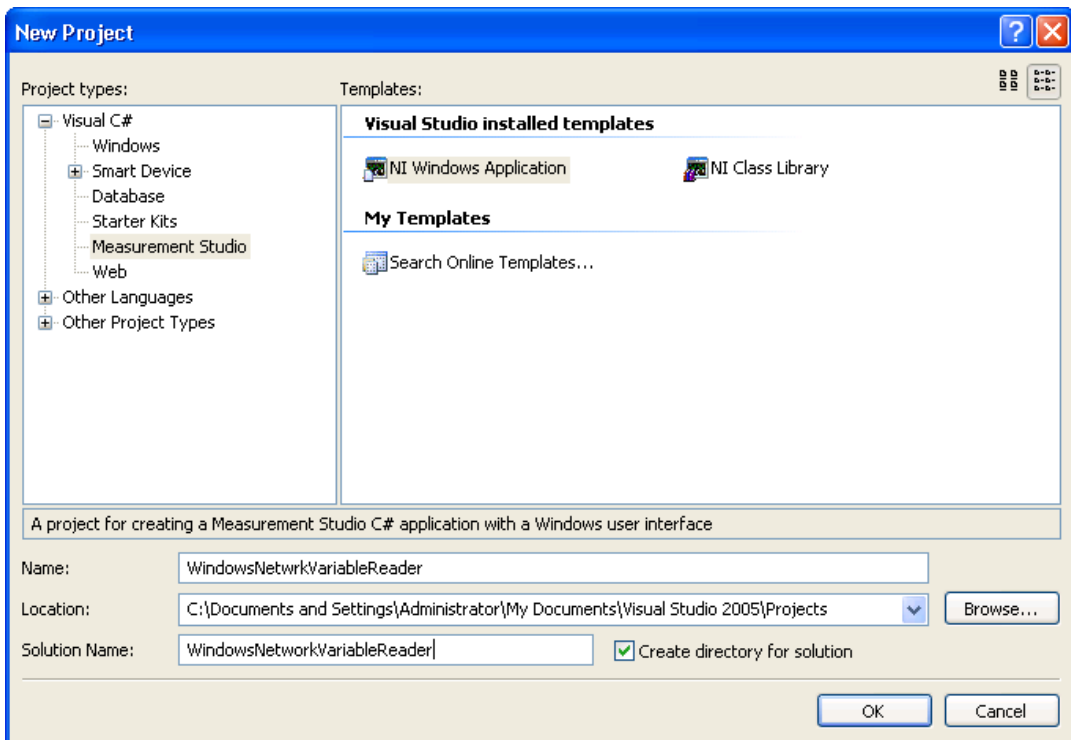 New Project
Project types:
Templates:
Visual C#
Windows
Smart Device
Database
Starter Kits
Measurement Studio
Web
Other Languages
Other Project Types
Visual Studio installed templates
NI Windows Application
NI Class Library
My Templates
Search Online Templates...
A project for creating a Measurement Studio C# application with a Windows user interface
Name:
WindowsNetwrkVariableReader
Location:
C:\Documents and Settings\Administrator\My Documents\Visual Studio 2005\Projects
Browse...
Solution Name:
WindowsNetworkVariableReader
Create directory for solution
OK
Cancel